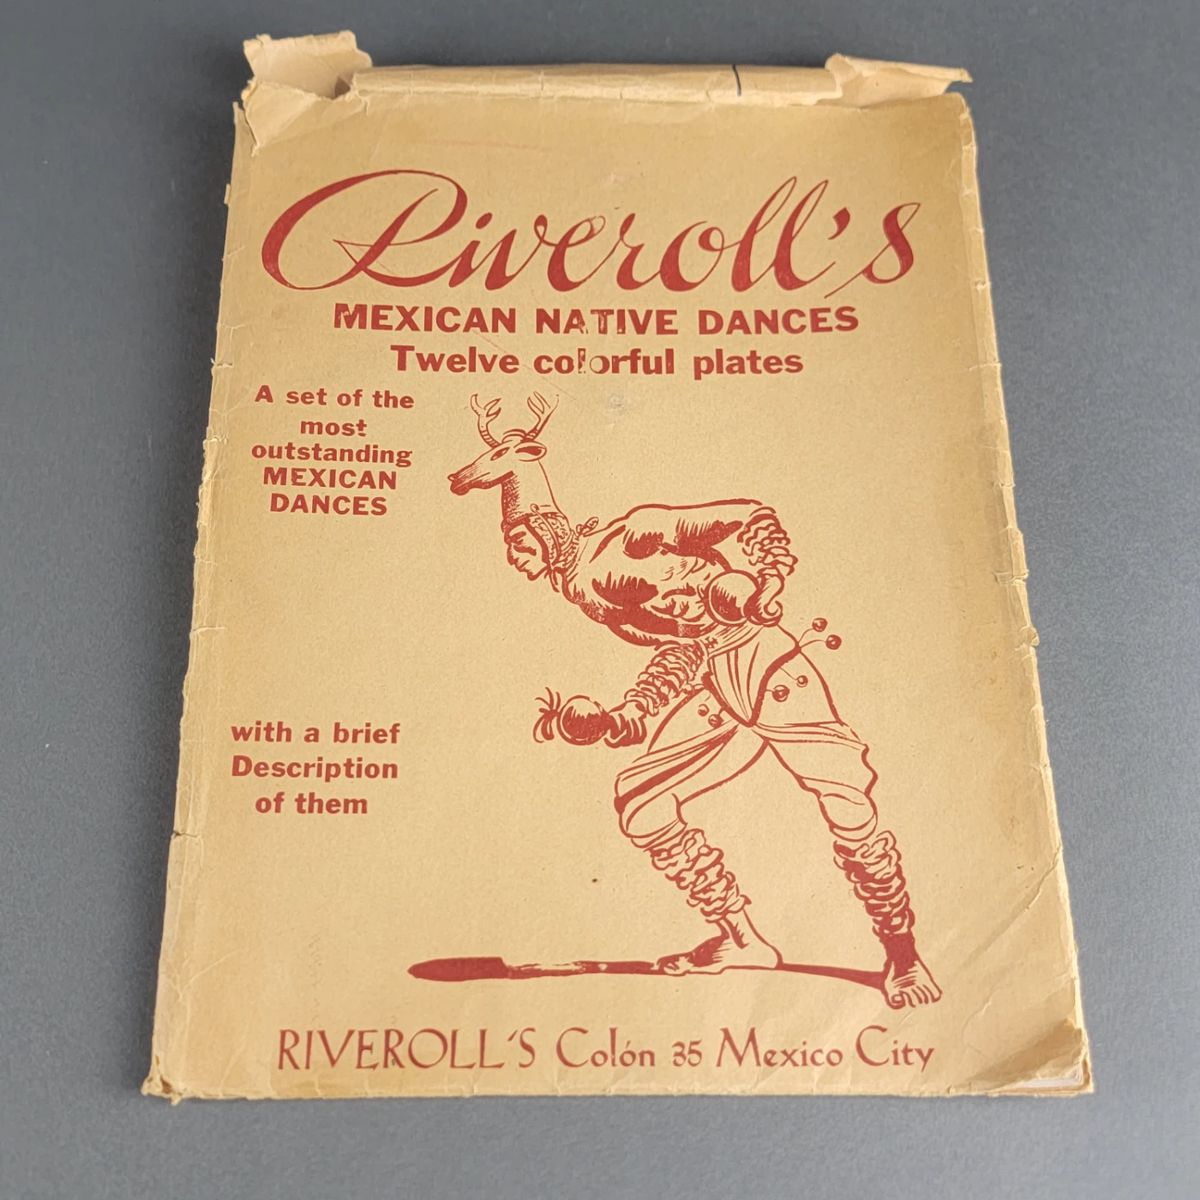 Riveroll's
MEXICAN NATIVE DANCES
Twelve colorful plates
A set of the
most
outstanding
MEXICAN
DANCES
with a brief
Description
of them
RIVEROLL'S Colón 35 Mexico City